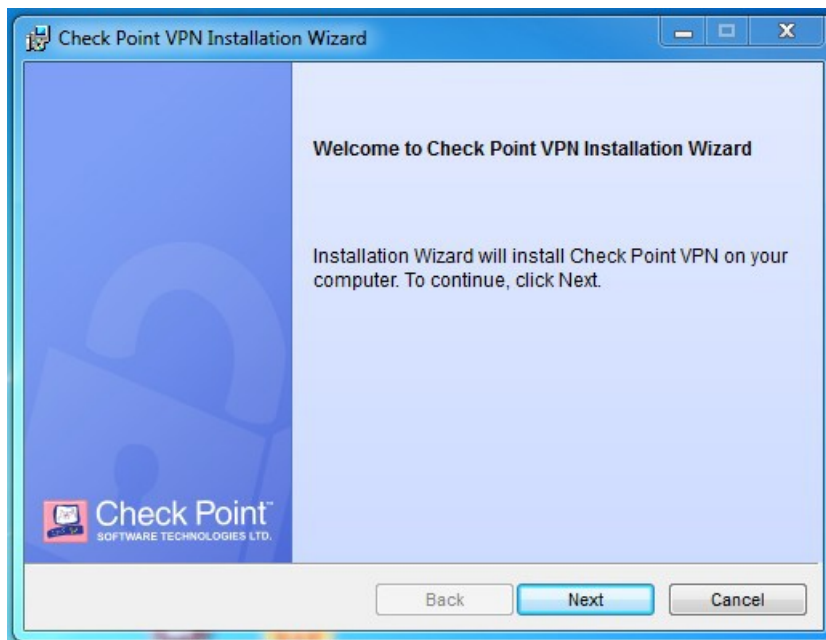 Check Point VPN Installation Wizard
Welcome to Check Point VPN Installation Wizard
Installation Wizard will install Check Point VPN on your
computer. To continue, click Next.
Check Point™
SOFTWARE TECHNOLOGIES LTD.
Back Next Cancel